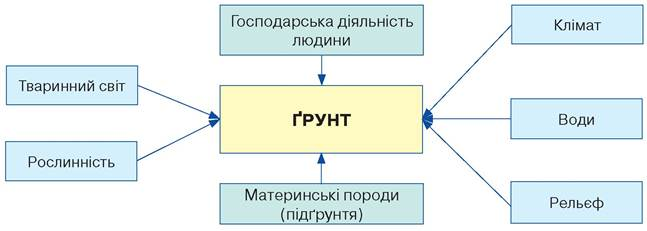 Господарська діяльність
людини
Клімат
Тваринний світ
ҐРУНТ
Води
Рослинність
Материнські породи
(підґрунтя)
Рельєф